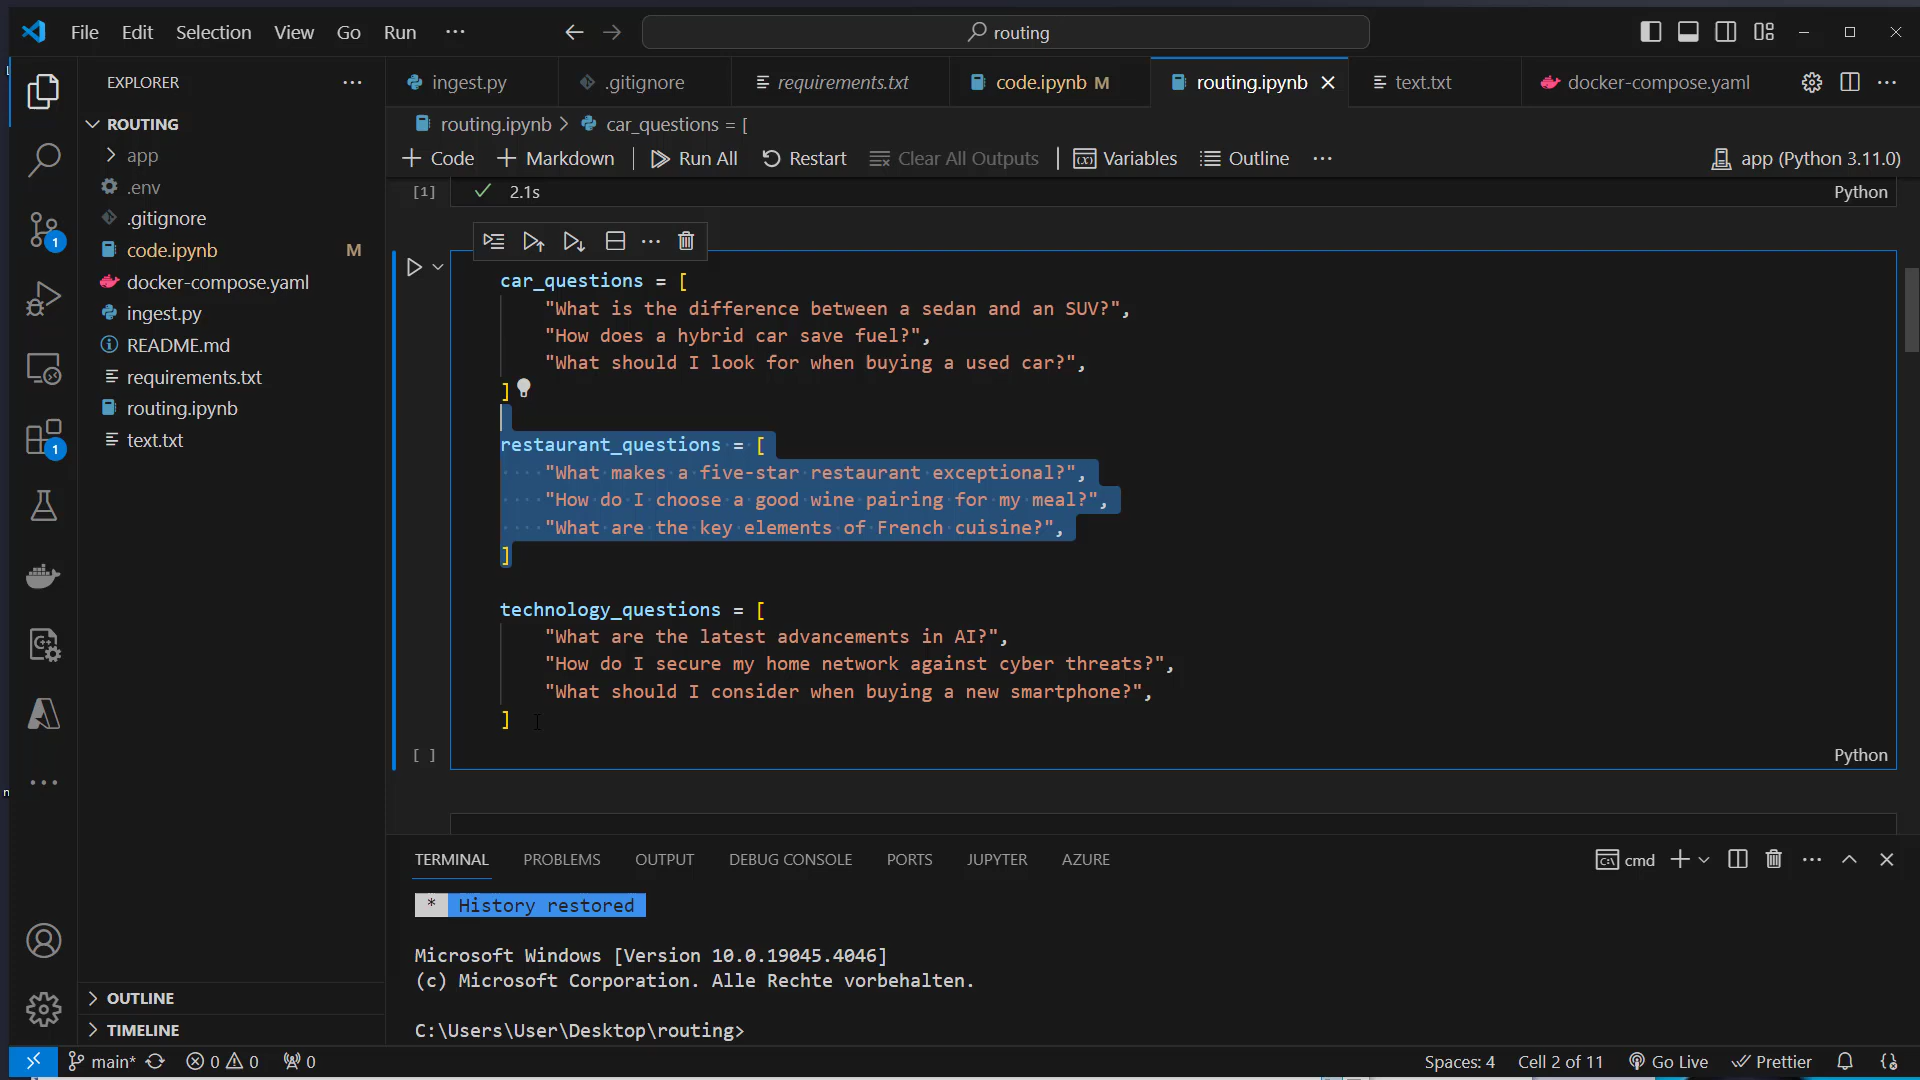 File Edit Selection View Go Run ··· routing
EXPLORER
ingest.py .gitignore requirements.txt code.ipynb M routing.ipynb text.txt docker-compose.yaml
routing.ipynb > car_questions = [
Code Markdown Run All Restart Clear All Outputs Variables Outline ··· app (Python 3.11.0)
ROUTING
app
.env
.gitignore
code.ipynb M
docker-compose.yaml
ingest.py
README.md
requirements.txt
routing.ipynb
text.txt
OUTLINE
TIMELINE
1
1
[1] 2.1s Python
car_questions = [
"What is the difference between a sedan and an SUV?",
"How does a hybrid car save fuel?",
"What should I look for when buying a used car?",
]
restaurant_questions = [
"What makes a five-star restaurant exceptional?",
"How do I choose a good wine pairing for my meal?",
"What are the key elements of French cuisine?",
]
technology_questions = [
"What are the latest advancements in AI?",
"How do I secure my home network against cyber threats?",
"What should I consider when buying a new smartphone?",
]
[ ] Python
TERMINAL PROBLEMS OUTPUT DEBUG CONSOLE PORTS JUPYTER AZURE cmd
* History restored
Microsoft Windows [Version 10.0.19045.4046]
(c) Microsoft Corporation. Alle Rechte vorbehalten.
C:\Users\User\Desktop\routing>
main* 0 0 0 Spaces: 4 Cell 2 of 11 Go Live Prettier